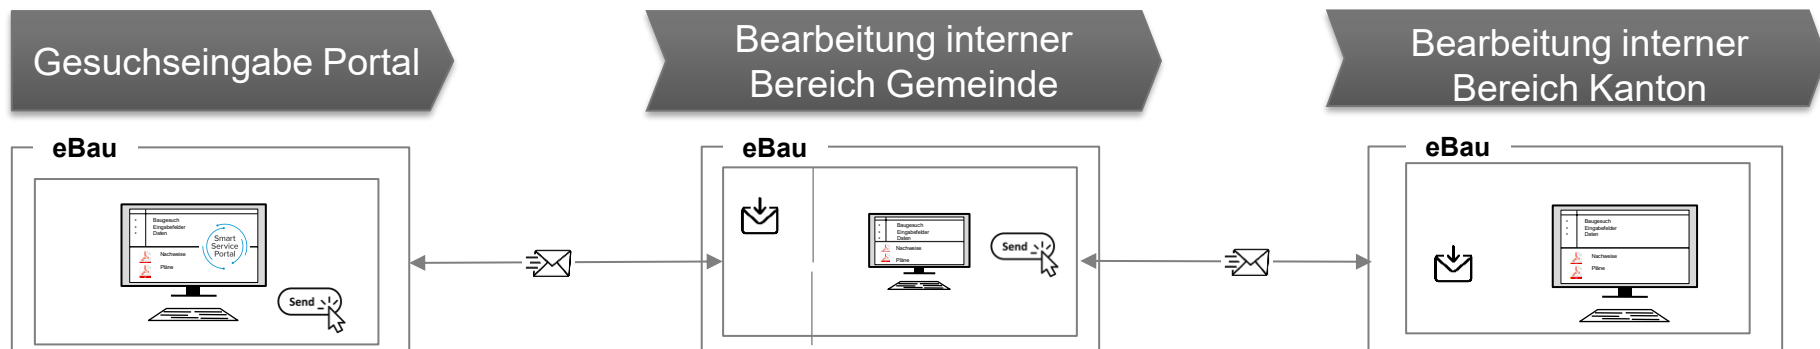 Gesuchseingabe Portal
Bearbeitung interner
Bereich Gemeinde
Bearbeitung interner
Bereich Kanton
eBau
Baugesuch
Eingabefelder
Daten
Nachweise
Pläne
Smart
Service
Portal
Send
eBau
Baugesuch
Eingabefelder
Daten
Nachweise
Pläne
Send
eBau
Baugesuch
Eingabefelder
Daten
Nachweise
Pläne